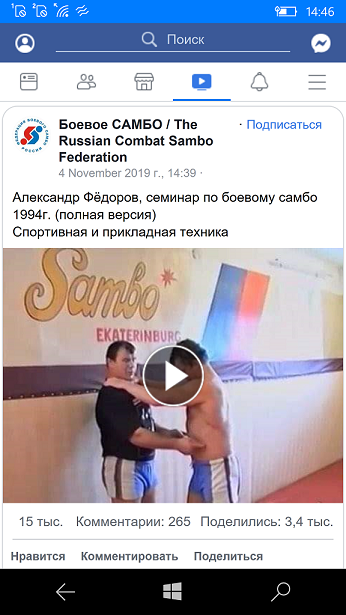 14:46
Поиск
Боевое САМБО / The
Russian Combat Sambo
Federation
· Подписаться
4 November 2019 г., 14:39 ·
Александр Фёдоров, семинар по боевому самбо
1994г. (полная версия)
Спортивная и прикладная техника
Sambo
EKATERINBURG
15 тыс. Комментарии: 265 Поделились: 3,4 тыс.
Нравится Комментировать Поделиться